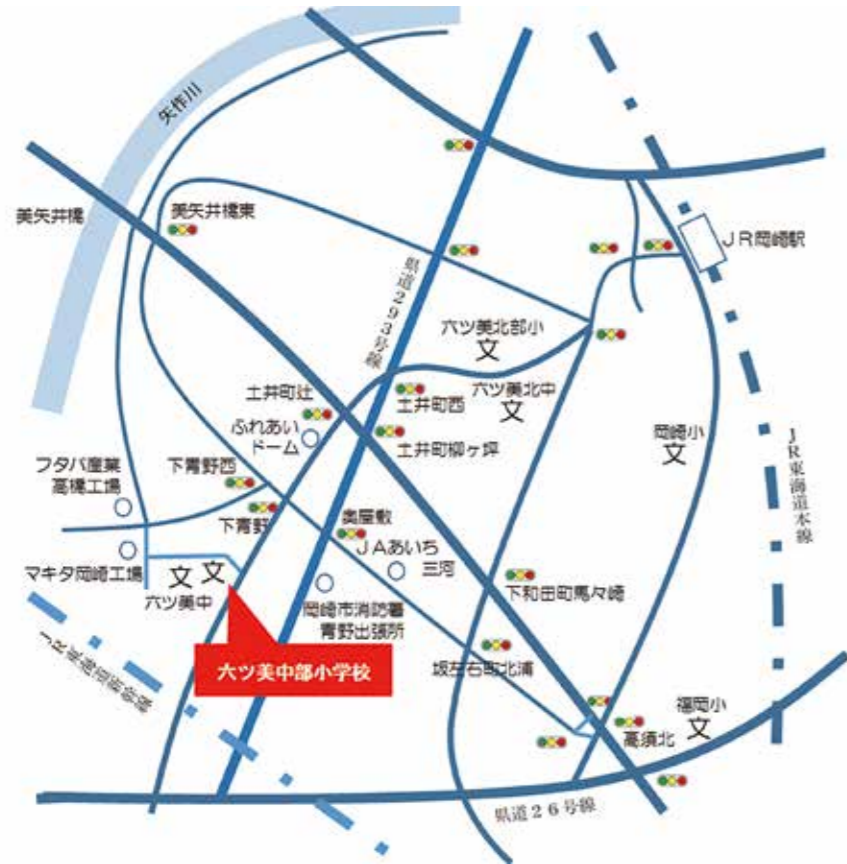 矢作川
美矢井橋
美矢井橋東
JR岡崎駅
県道293号線
六ツ美北部小
文
土井町辻
土井町西
六ツ美北中
文
ふれあい
ドーム
土井町柳ヶ坪
岡崎小
文
フタバ産業
高橋工場
下青野西
下青野
奥屋敷
JAあいち
三河
JR東海道本線
マキタ岡崎工場
文
文
六ツ美中
岡崎市消防署
青野出張所
下和田町馬々崎
JR東海道新幹線
六ツ美中部小学校
坂左右町北浦
福岡小
文
高須北
県道26号線